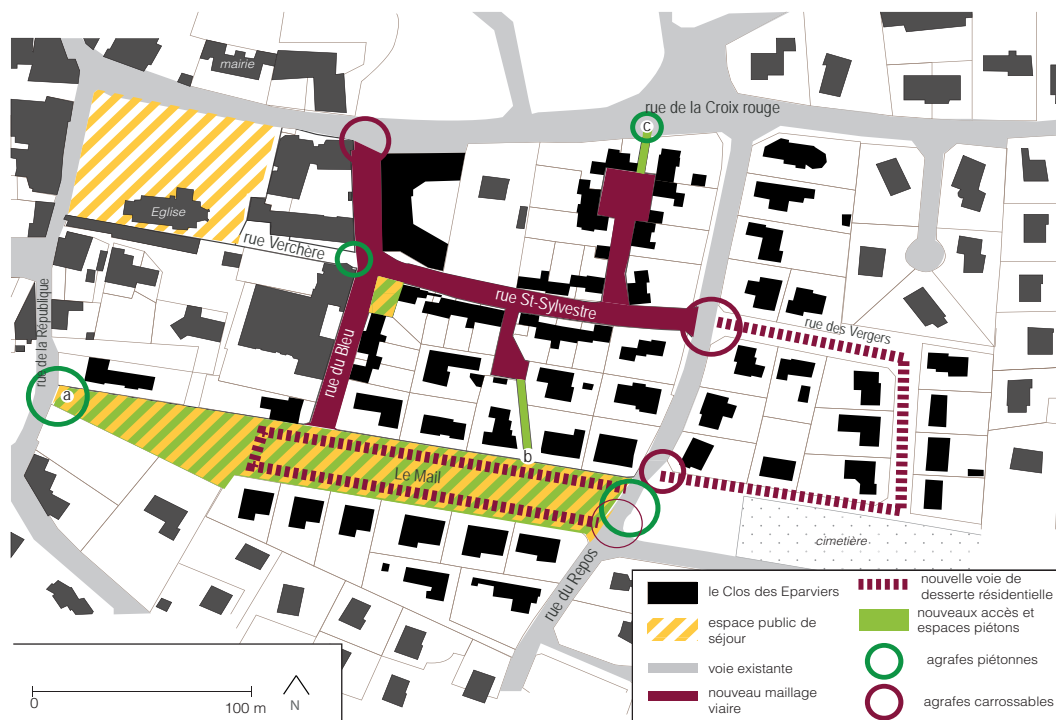 mairie
rue de la Croix rouge
c
Eglise
rue Verchère
rue St-Sylvestre
rue des Vergers
rue de la République
rue du Bleu
a
b
Le Mail
cimetière
rue du Repos
le Clos des Eparviers
espace public de
séjour
voie existante
nouveau maillage
viaire
nouvelle voie de
desserte résidentielle
nouveaux accès et
espaces piétons
agrafes piétonnes
agrafes carrossables
0
100 m
N